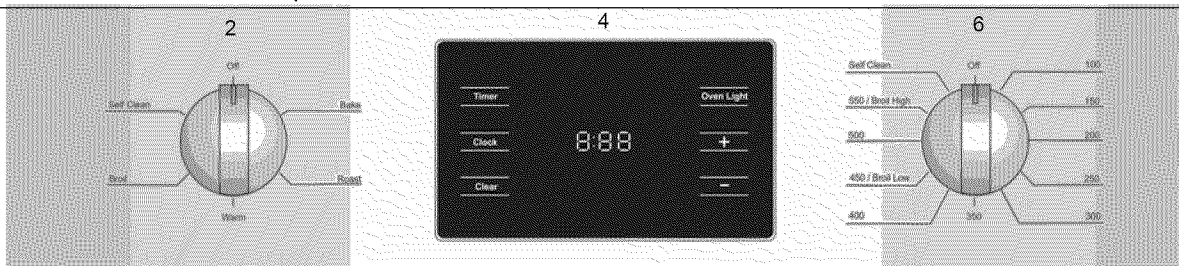 2
4
6
Off
Self Clean
Bake
Broil
Roast
Warm
Timer
Clock
Clear
8:88
Oven Light
+
−
Off
Self Clean
100
550 / Broil High
150
500
200
450 / Broil Low
250
400
350
300